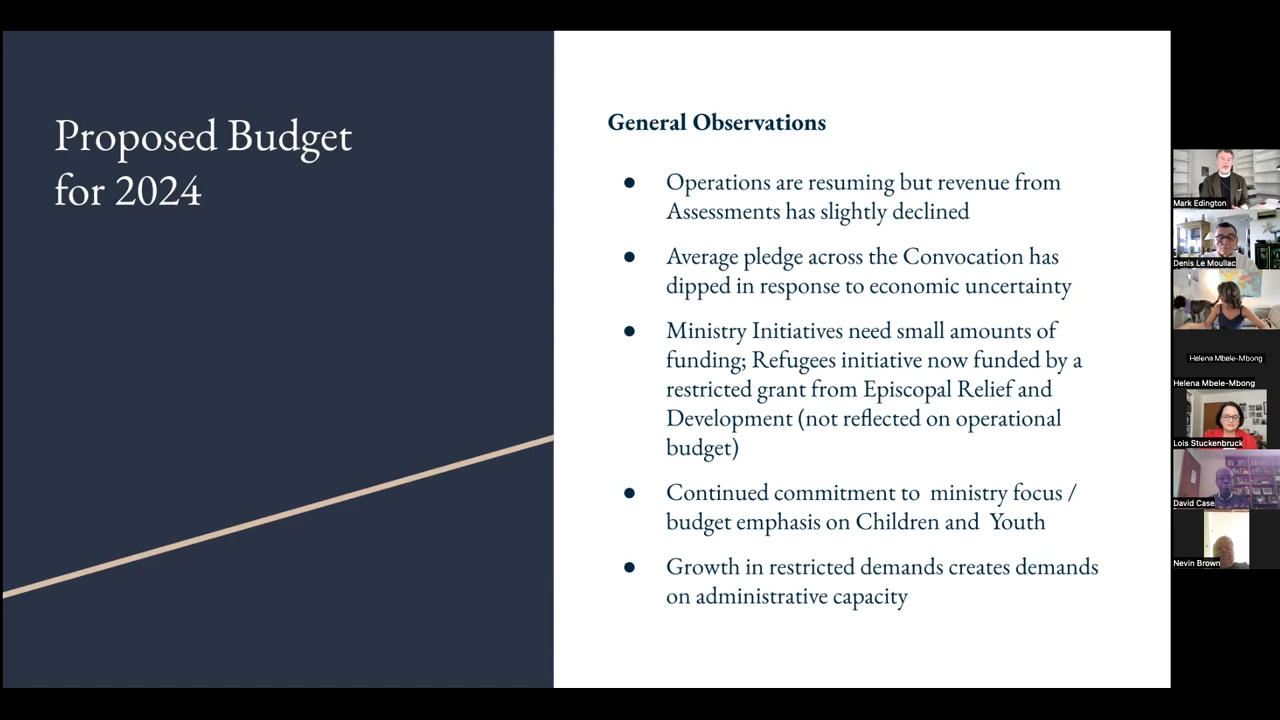 Proposed Budget
for 2024
General Observations
● Operations are resuming but revenue from
Assessments has slightly declined
● Average pledge across the Convocation has
dipped in response to economic uncertainty
● Ministry Initiatives need small amounts of
funding; Refugees initiative now funded by a
restricted grant from Episcopal Relief and
Development (not reflected on operational
budget)
● Continued commitment to  ministry focus /
budget emphasis on Children and  Youth
● Growth in restricted demands creates demands
on administrative capacity
Mark Edington
Denis Le Moullac
Helena Mbele-Mbong
Helena Mbele-Mbong
Lois Stuckenbruck
David Case
Nevin Brown